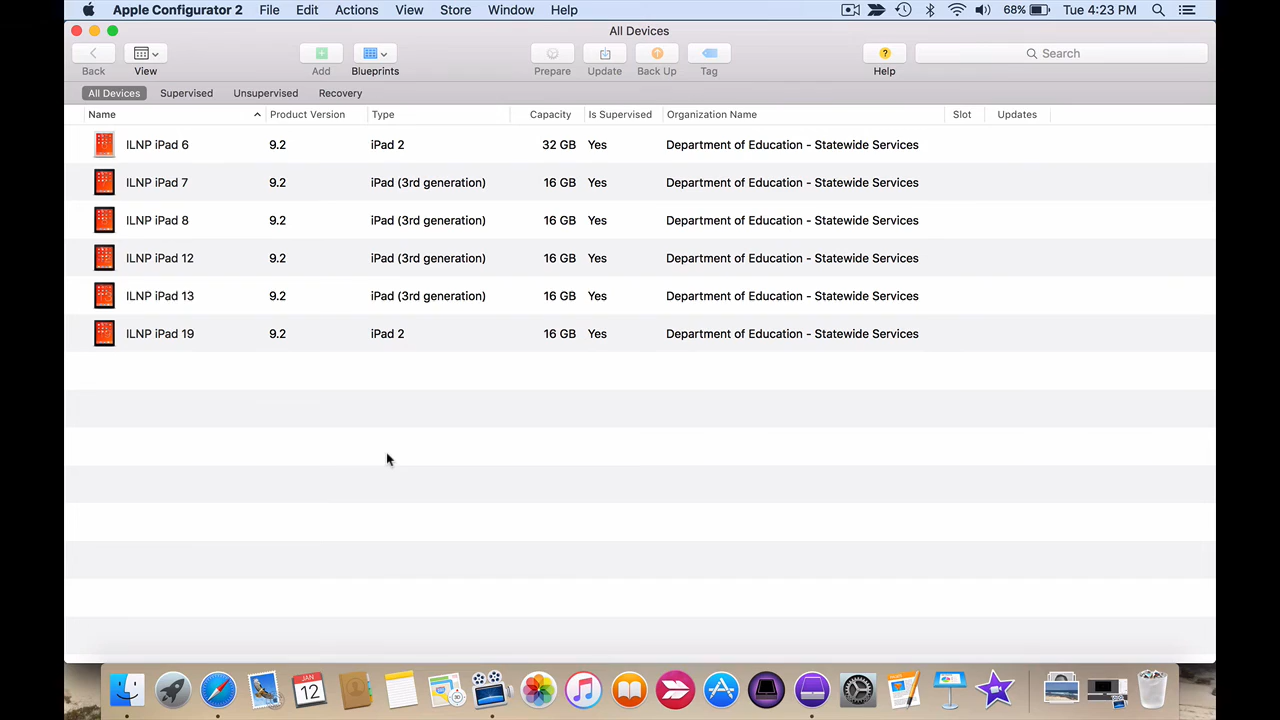 Apple Configurator 2 File Edit Actions View Store Window Help 68% Tue 4:23 PM
All Devices
Back View Add Blueprints Prepare Update Back Up Tag ? Help Search
All Devices Supervised Unsupervised Recovery
Name Product Version Type Capacity Is Supervised Organization Name Slot Updates
ILNP iPad 6 9.2 iPad 2 32 GB Yes Department of Education - Statewide Services
ILNP iPad 7 9.2 iPad (3rd generation) 16 GB Yes Department of Education - Statewide Services
ILNP iPad 8 9.2 iPad (3rd generation) 16 GB Yes Department of Education - Statewide Services
ILNP iPad 12 9.2 iPad (3rd generation) 16 GB Yes Department of Education - Statewide Services
ILNP iPad 13 9.2 iPad (3rd generation) 16 GB Yes Department of Education - Statewide Services
ILNP iPad 19 9.2 iPad 2 16 GB Yes Department of Education - Statewide Services
JAN
12